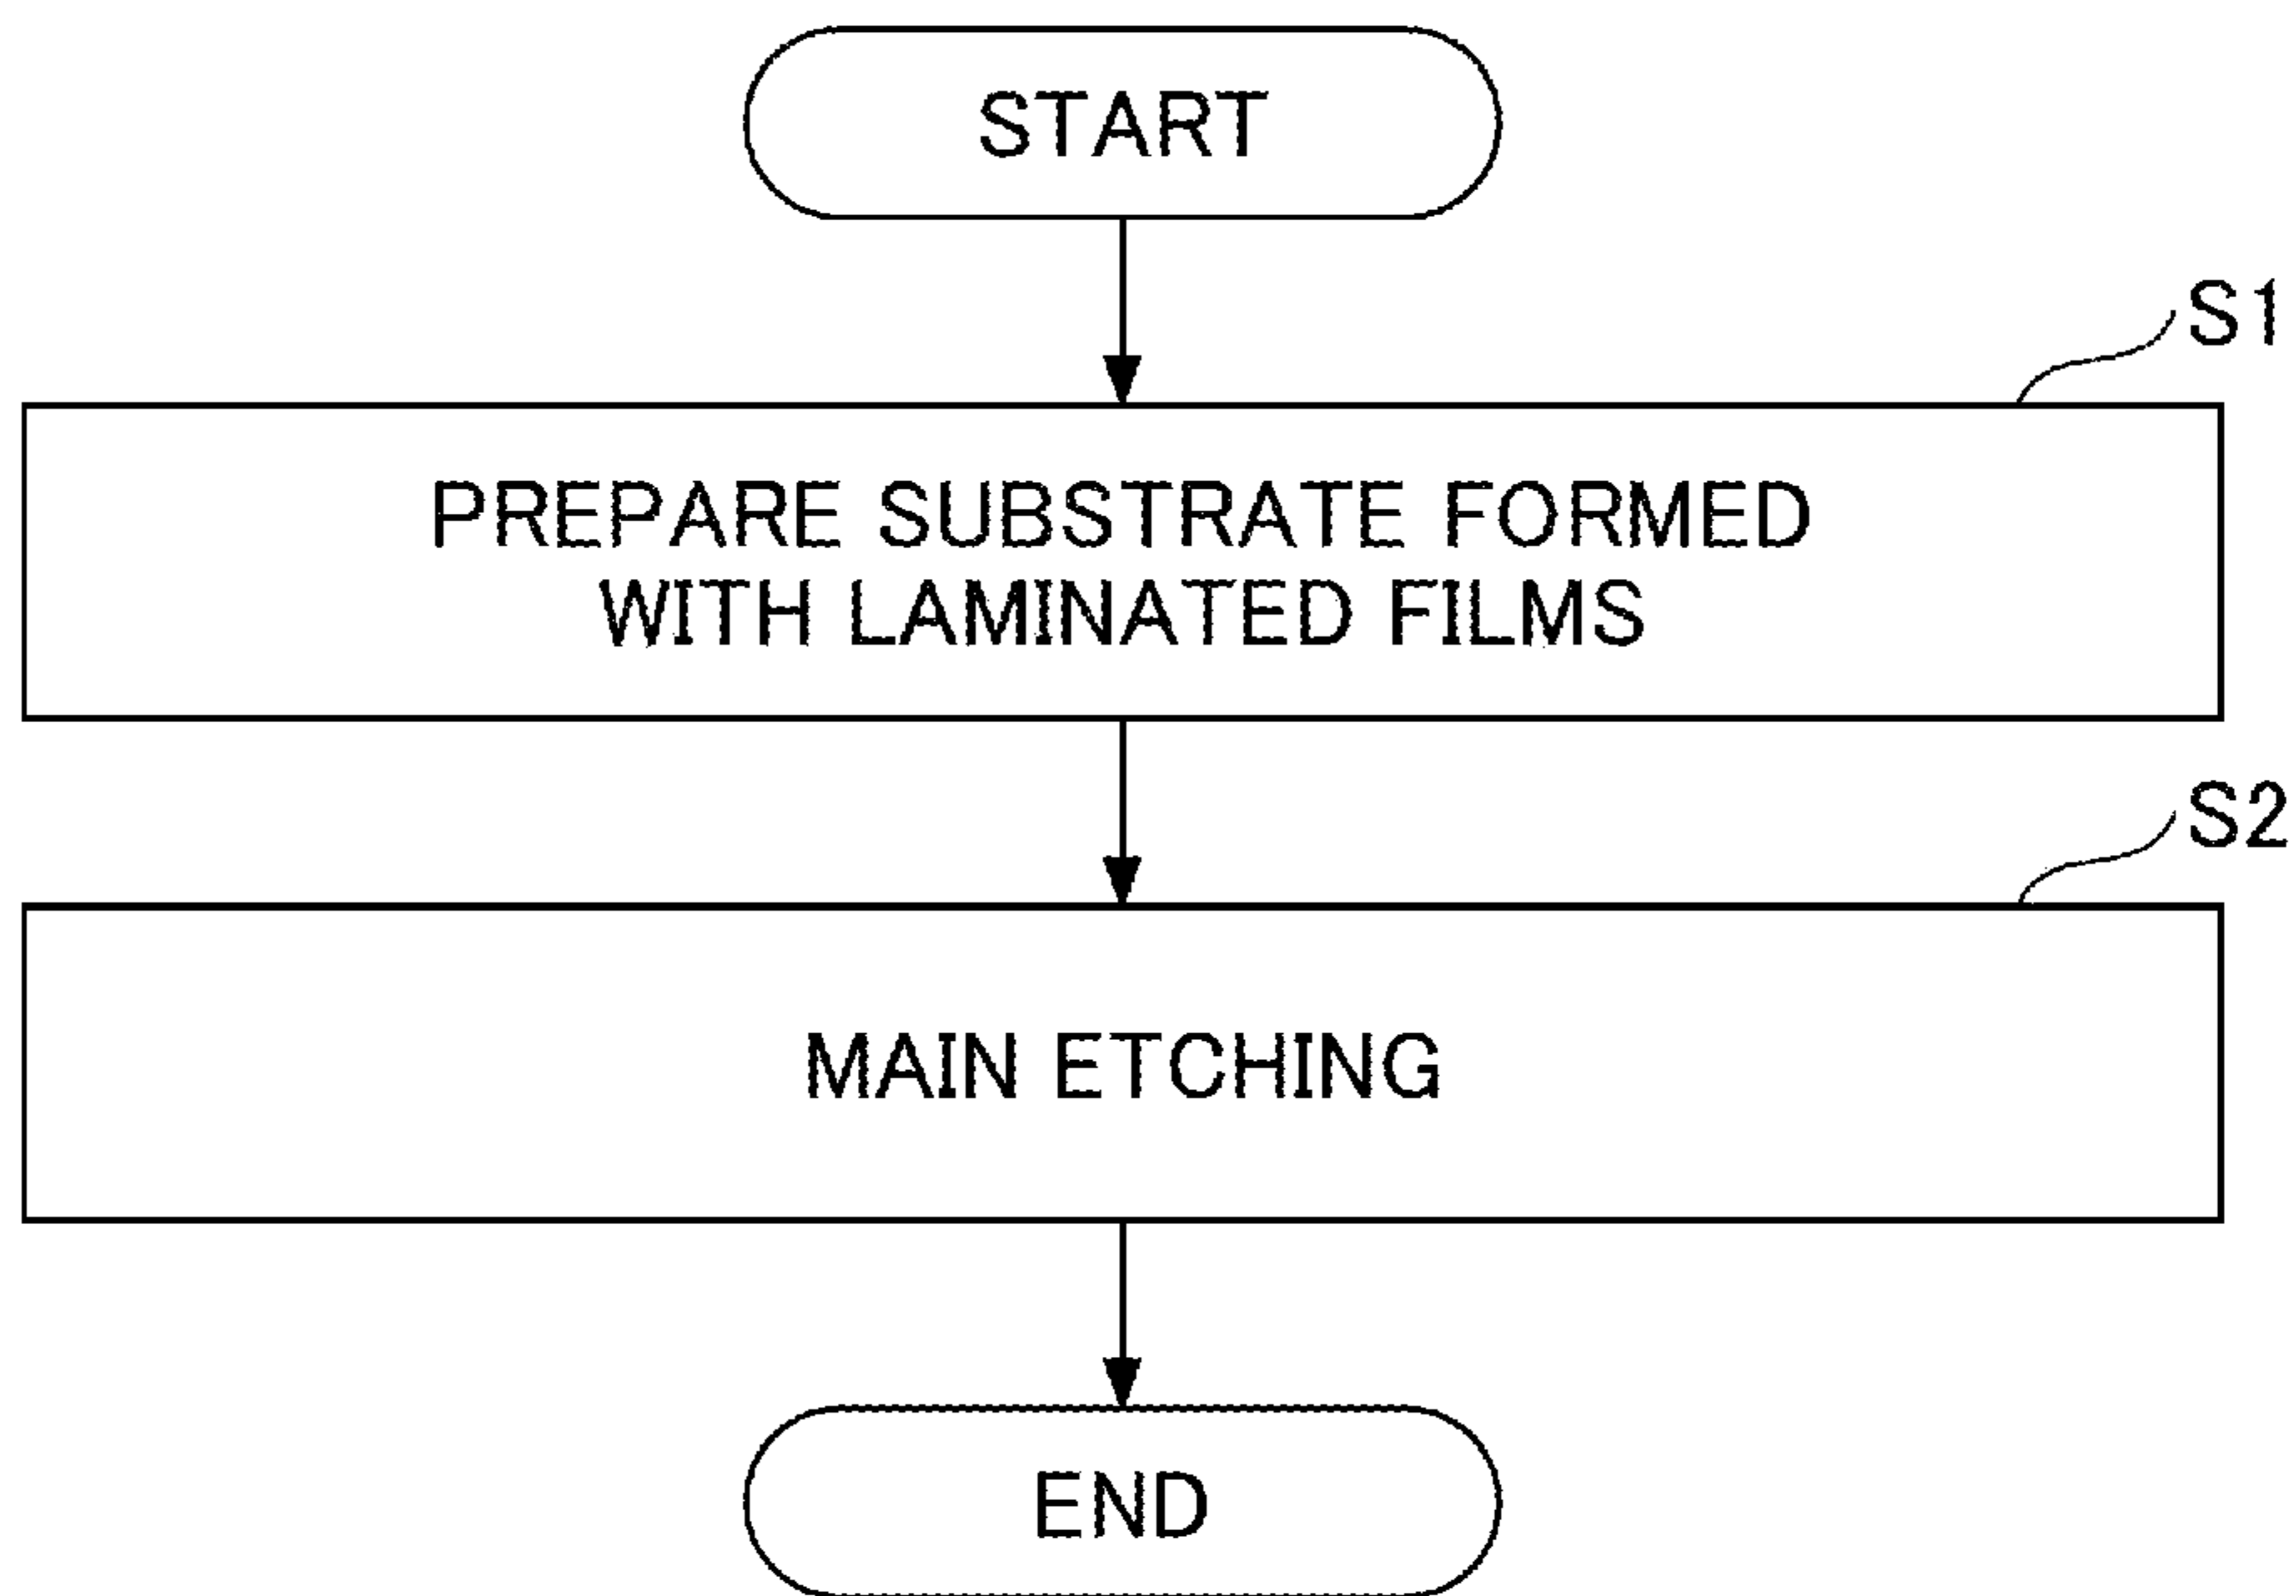 START
S1
PREPARE SUBSTRATE FORMED
WITH LAMINATED FILMS
S2
MAIN ETCHING
END